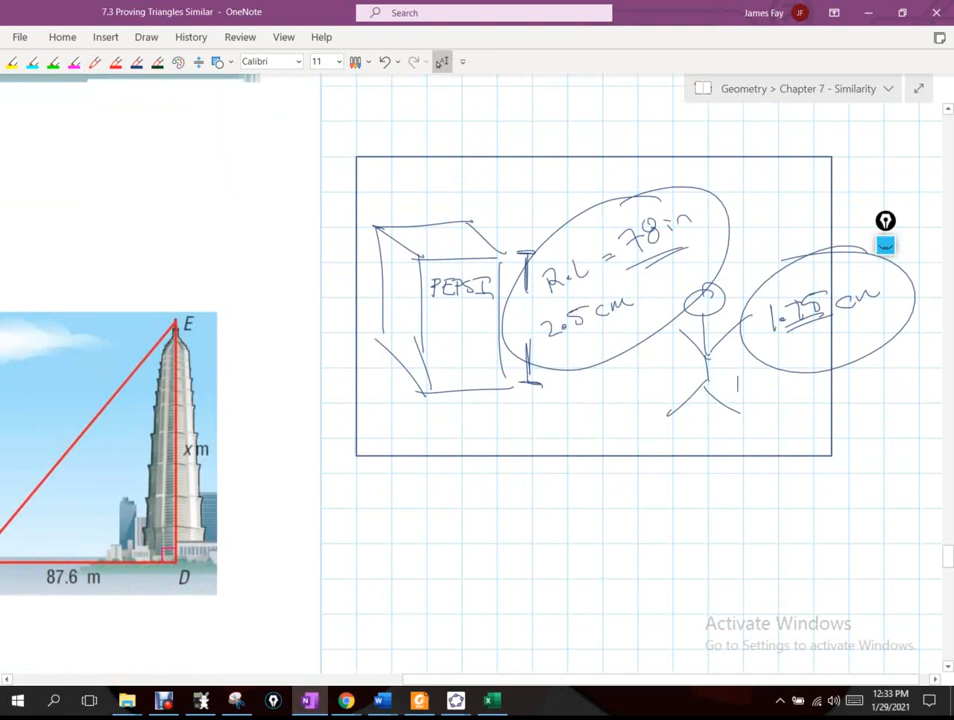 7.3 Proving Triangles Similar - OneNote
Search
James Fay
JF
File Home Insert Draw History Review View Help
Calibri 11
Geometry > Chapter 7 - Similarity
PEPSI
R.L = 78 in
2.5 cm
1.75 cm
E
x m
87.6 m
D
Activate Windows
Go to Settings to activate Windows.
12:33 PM
1/29/2021